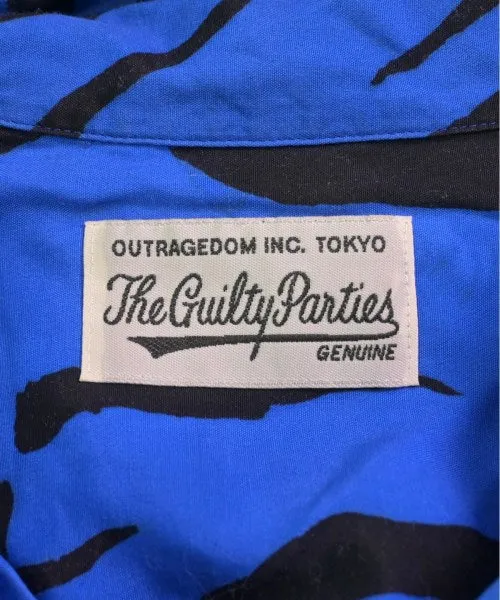 OUTRAGEDOM INC. TOKYO
The Guilty Parties
GENUINE